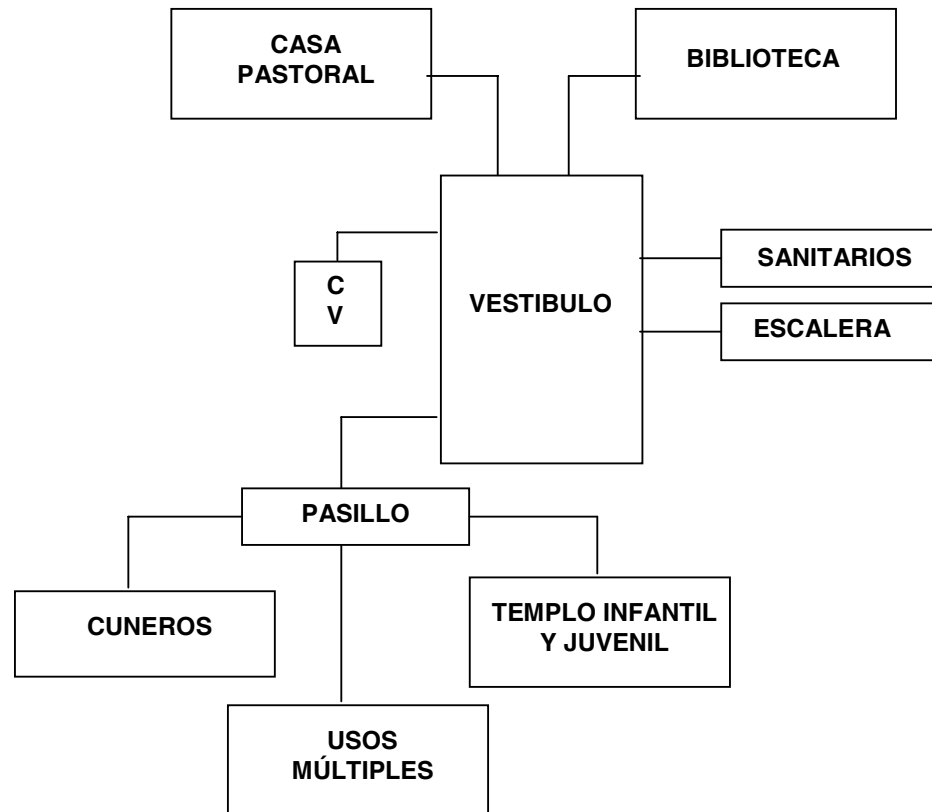 CASA
PASTORAL
BIBLIOTECA
SANITARIOS
C
V
VESTIBULO
ESCALERA
PASILLO
CUNEROS
TEMPLO INFANTIL
Y JUVENIL
USOS
MÚLTIPLES